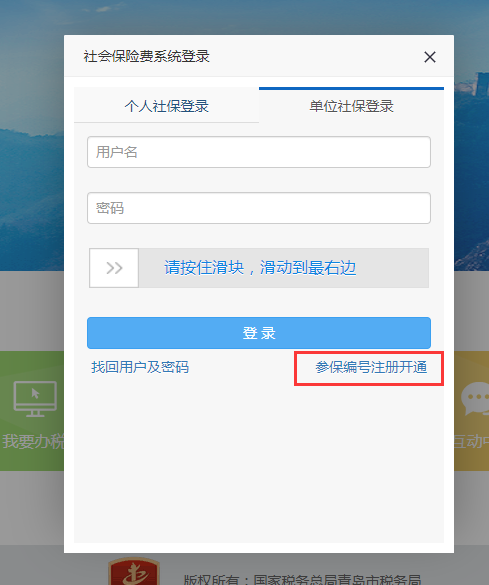 社会保险费系统登录
个人社保登录 单位社保登录
用户名
密码
>> 请按住滑块，滑动到最右边
登 录
找回用户及密码 参保编号注册开通
我要办税
互动中
版权所有：国家税务总局青岛市税务局